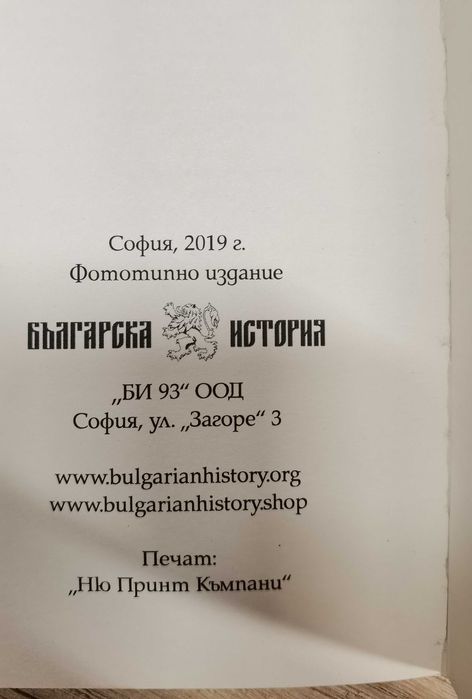 София, 2019 г.
Фототипно издание
БЪЛГАРСКА ИСТОРИЯ
„БИ 93“ ООД
София, ул. „Загоре“ 3
www.bulgarianhistory.org
www.bulgarianhistory.shop
Печат:
„Ню Принт Къмпани“